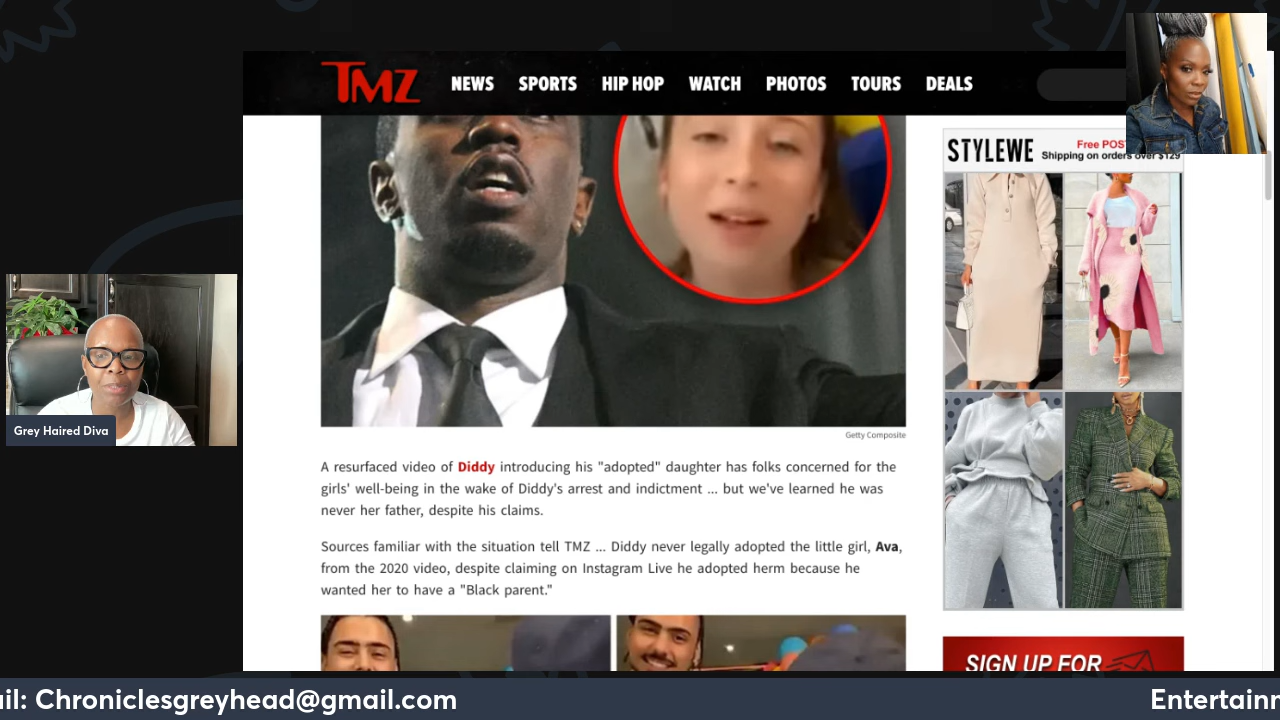 TMZ
NEWS SPORTS HIP HOP WATCH PHOTOS TOURS DEALS
STYLEWE
Free POS
Shipping on orders over $129
Getty Composite
A resurfaced video of Diddy introducing his "adopted" daughter has folks concerned for the
girls' well-being in the wake of Diddy's arrest and indictment ... but we've learned he was
never her father, despite his claims.
Sources familiar with the situation tell TMZ ... Diddy never legally adopted the little girl, Ava,
from the 2020 video, despite claiming on Instagram Live he adopted herm because he
wanted her to have a "Black parent."
SIGN UP FOR
Grey Haired Diva
il: Chroniclesgreyhead@gmail.com
Entertain